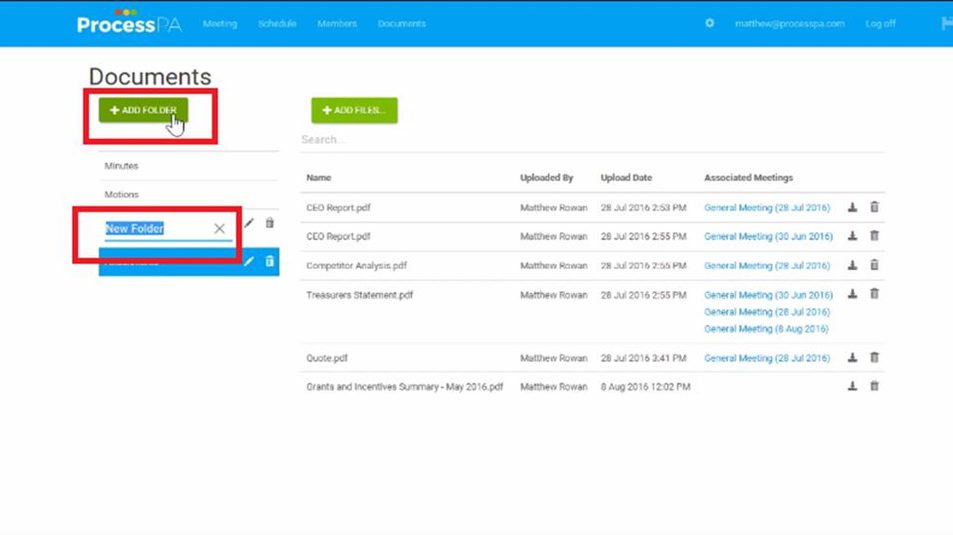 ProcessPA Meeting Schedule Members Documents matthew@processpa.com Log off
Documents
+ ADD FOLDER
+ ADD FILES...
Search...
Minutes
Motions
New Folder
Name Uploaded By Upload Date Associated Meetings
CEO Report.pdf Matthew Rowan 28 Jul 2016 2:53 PM General Meeting (28 Jul 2016)
CEO Report.pdf Matthew Rowan 28 Jul 2016 2:55 PM General Meeting (30 Jun 2016)
Competitor Analysis.pdf Matthew Rowan 28 Jul 2016 2:55 PM General Meeting (28 Jul 2016)
Treasurers Statement.pdf Matthew Rowan 28 Jul 2016 2:55 PM General Meeting (30 Jun 2016)
General Meeting (28 Jul 2016)
General Meeting (8 Aug 2016)
Quote.pdf Matthew Rowan 28 Jul 2016 3:41 PM General Meeting (28 Jul 2016)
Grants and Incentives Summary - May 2016.pdf Matthew Rowan 8 Aug 2016 12:02 PM